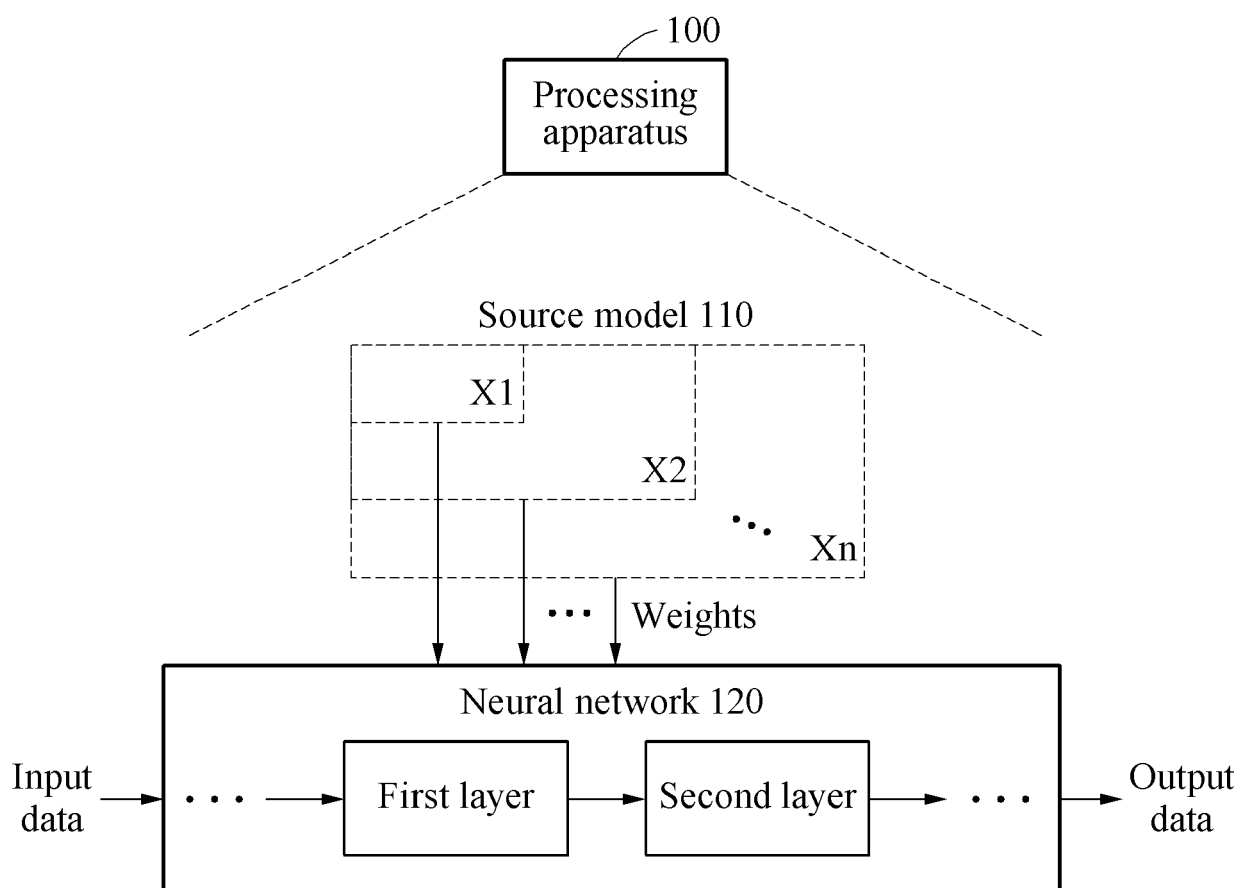 100
Processing
apparatus
Source model 110
X1
X2
Xn
Weights
Neural network 120
Input
data
First layer
Second layer
Output
data